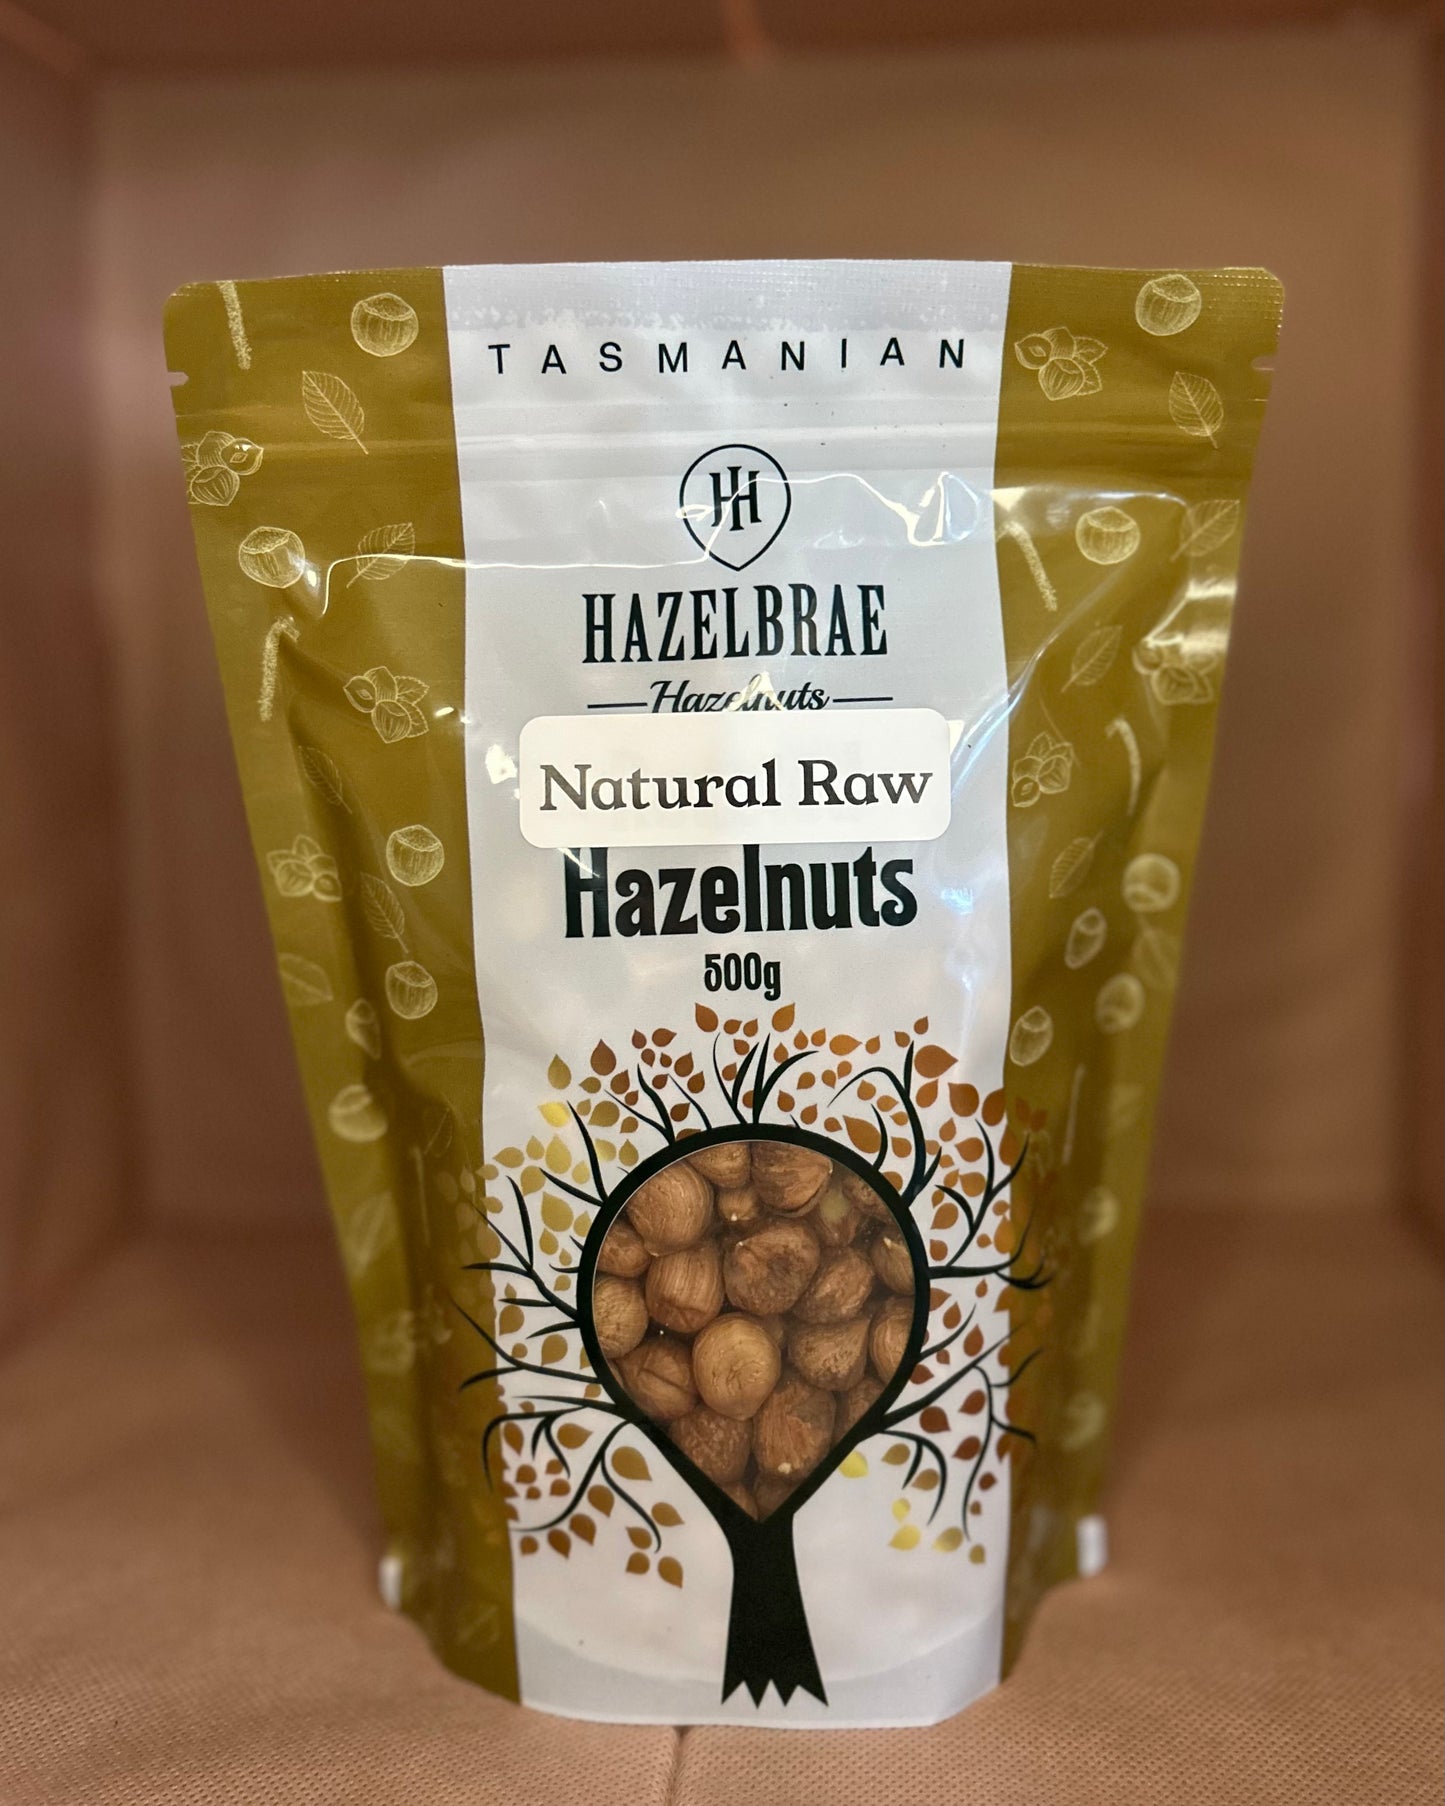 TASMANIAN
HH
HAZELBRAE
Hazelnuts
Natural Raw
Hazelnuts
500g